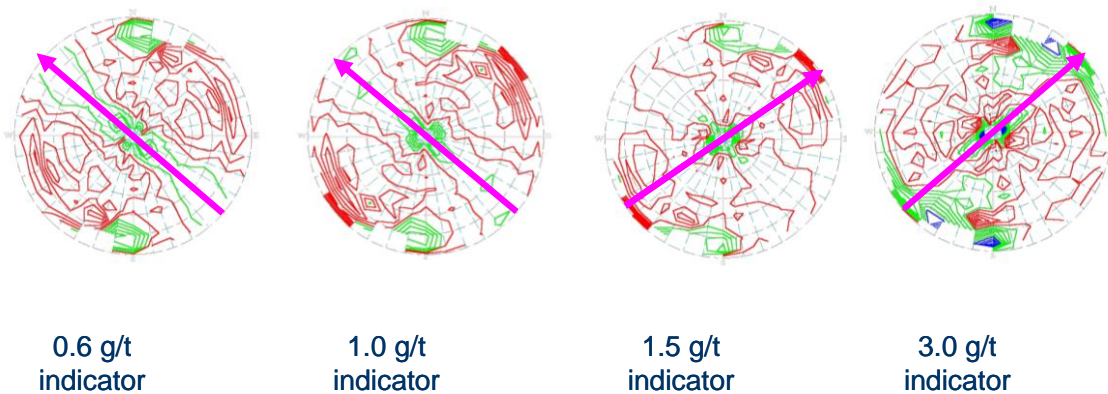 0.6 g/t
indicator
1.0 g/t
indicator
1.5 g/t
indicator
3.0 g/t
indicator